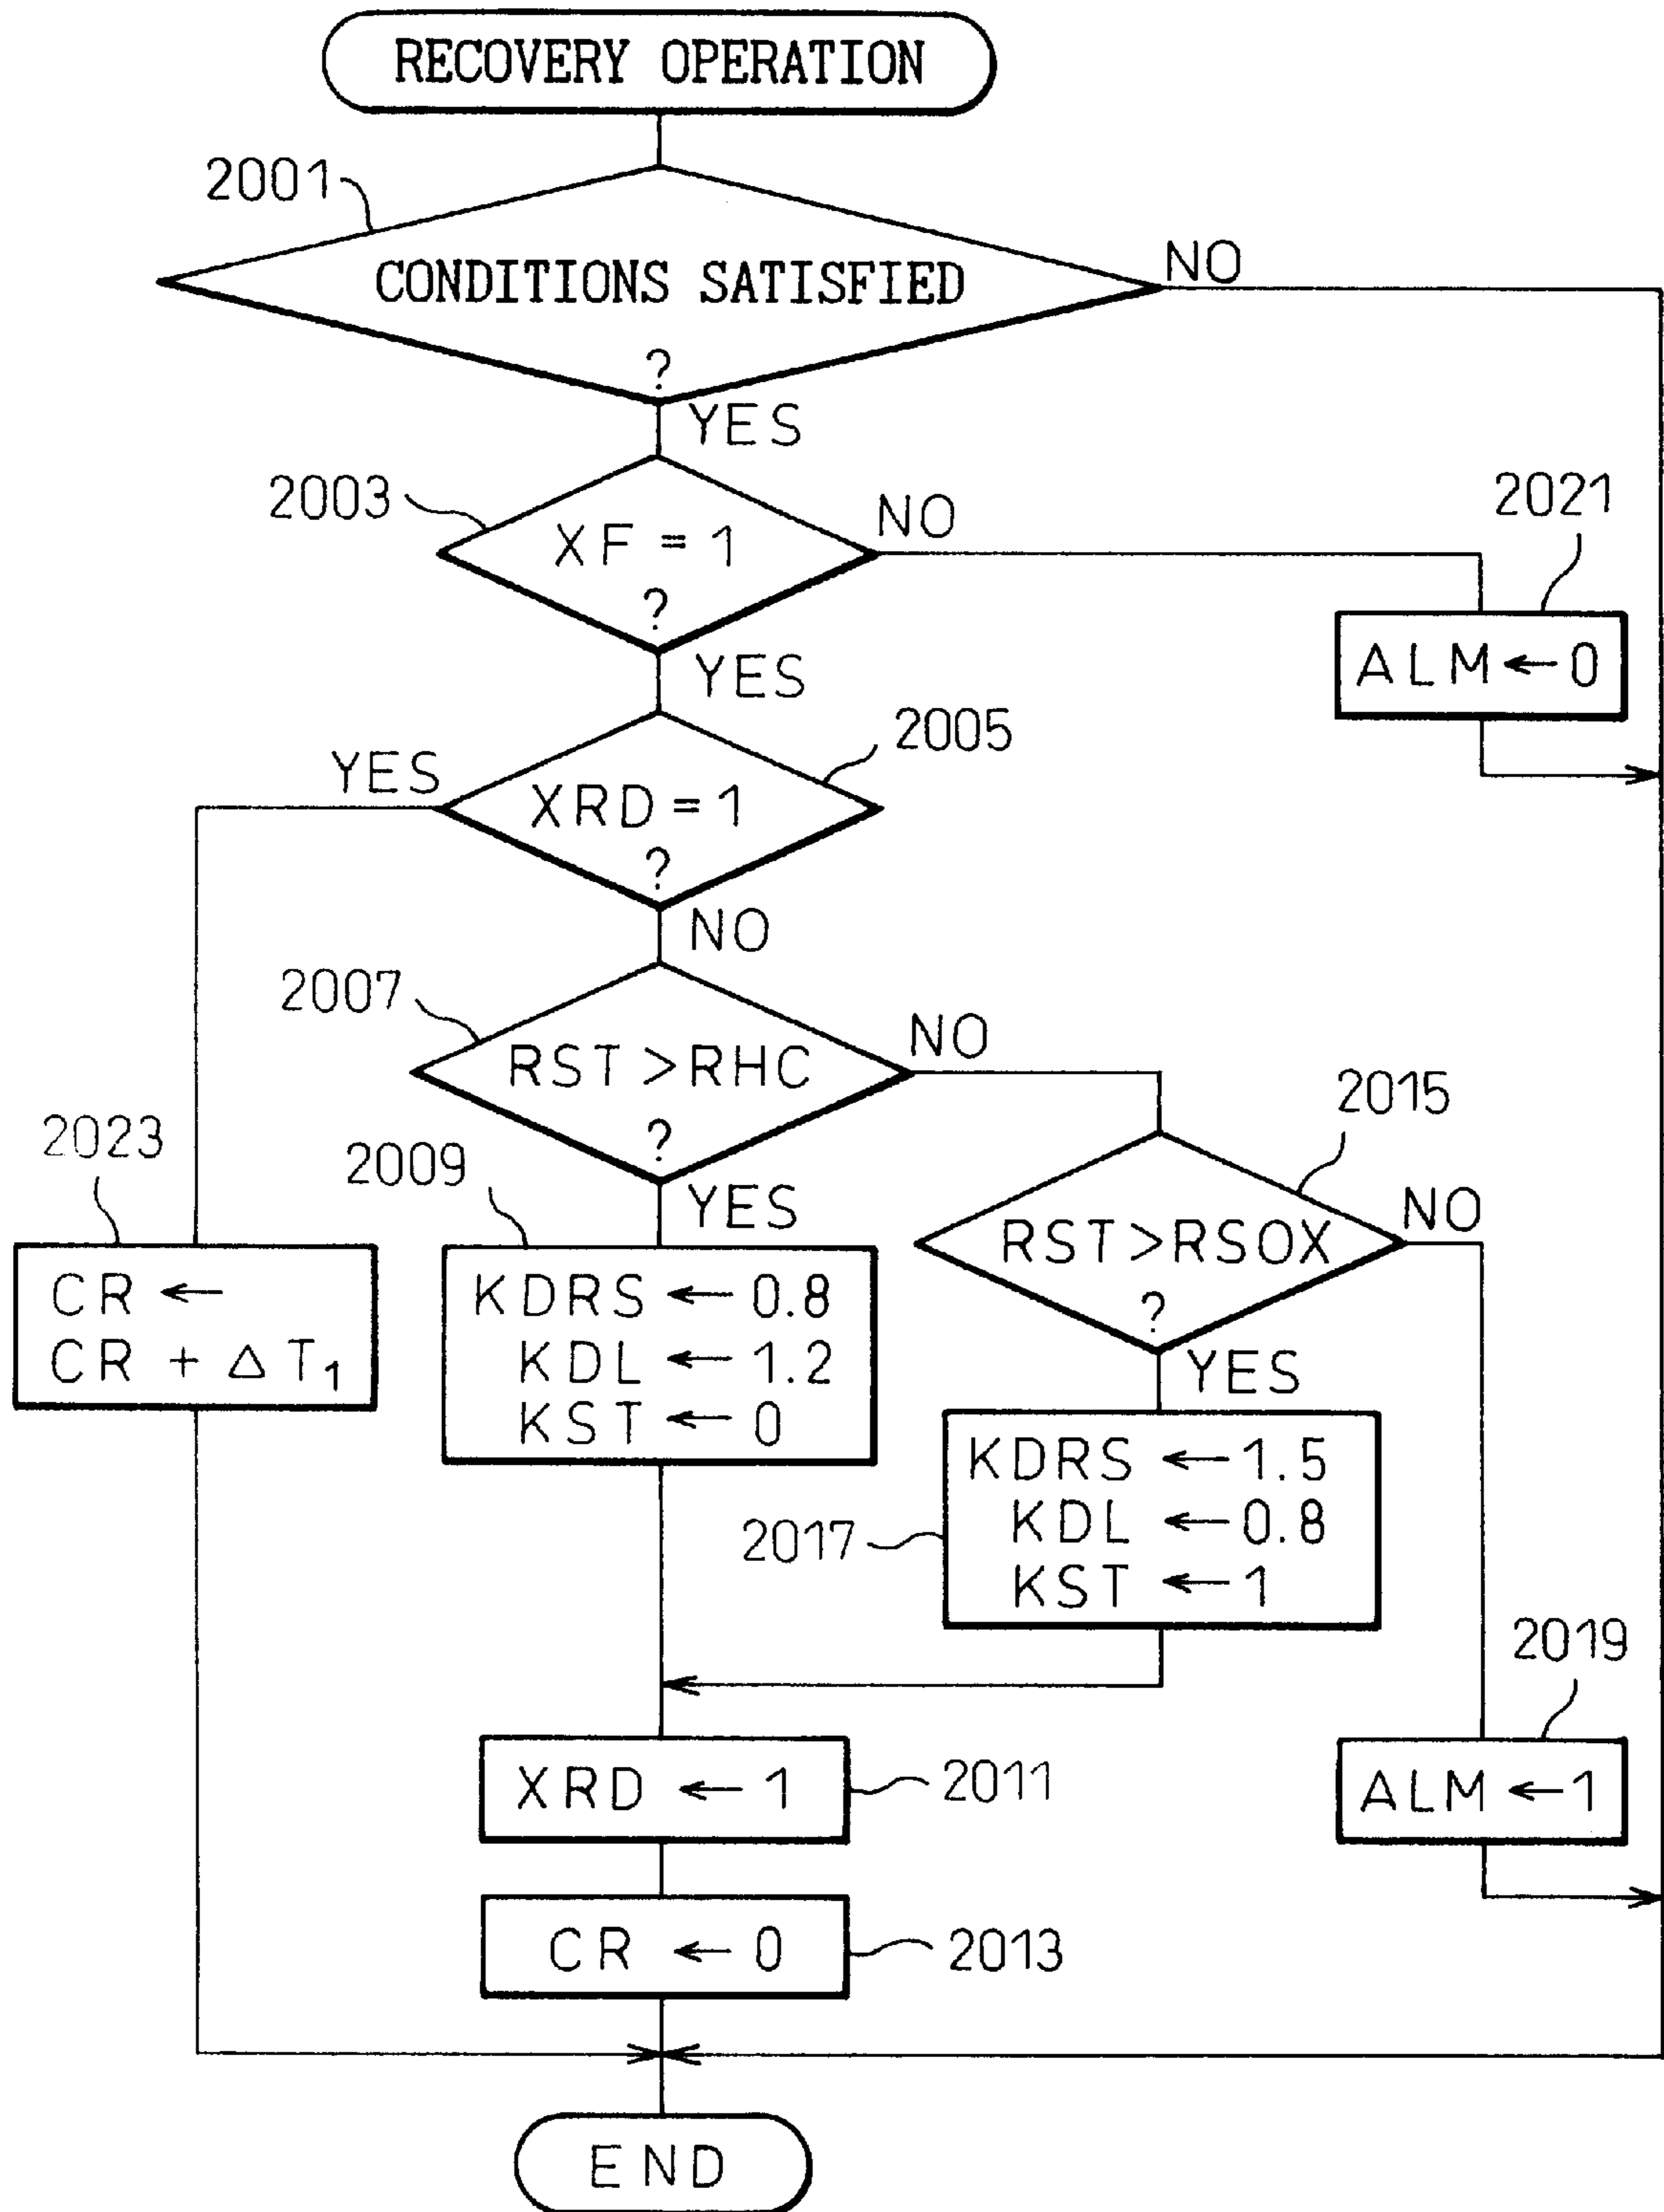 RECOVERY OPERATION
2001
CONDITIONS SATISFIED
?
NO
YES
2003
XF = 1
?
NO
2021
ALM ← 0
YES
2005
YES
XRD = 1
?
NO
2007
RST > RHC
?
NO
2015
2023
2009
YES
RST > RSOX
?
NO
CR ←
CR + △ T₁
KDRS ← 0.8
KDL ← 1.2
KST ← 0
YES
2017
KDRS ← 1.5
KDL ← 0.8
KST ← 1
2019
ALM ← 1
XRD ← 1
2011
CR ← 0
2013
END